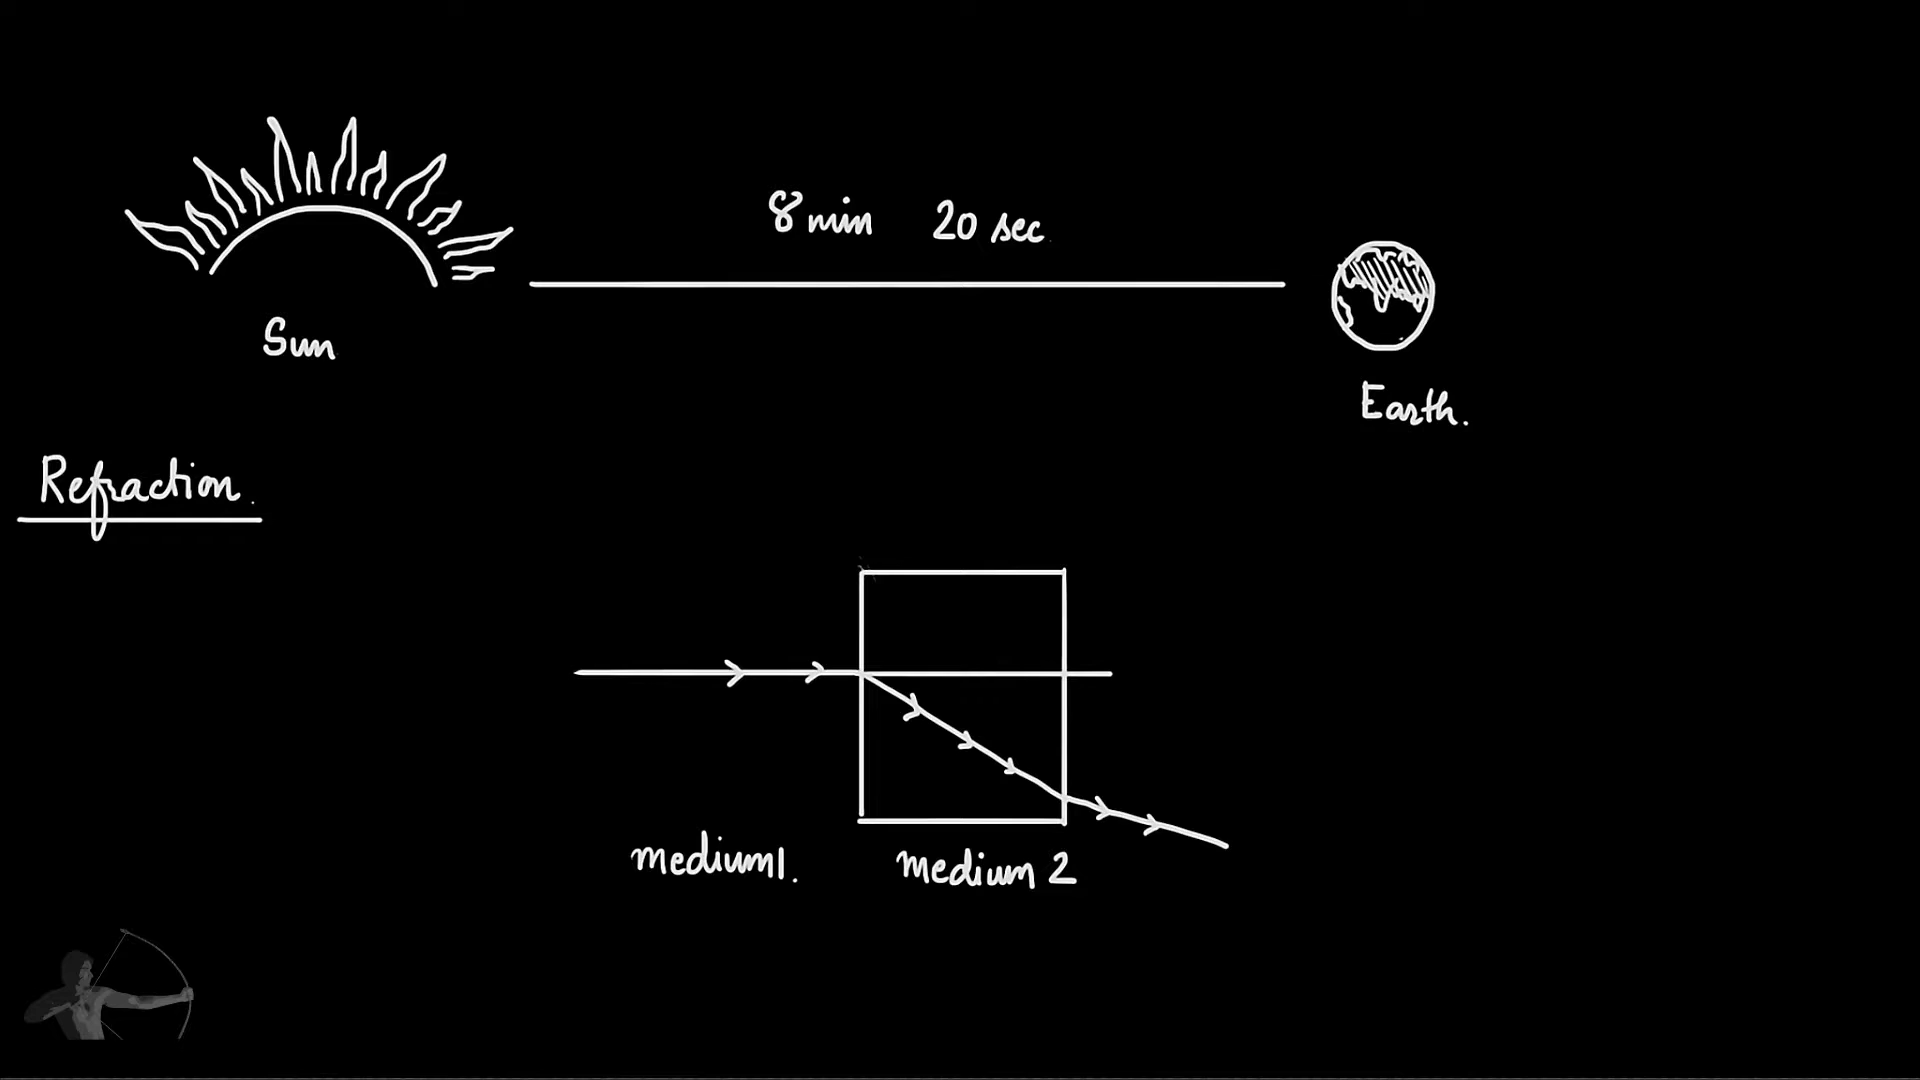 8 min 20 sec
Sun
Earth.
Refraction.
medium1.
medium 2